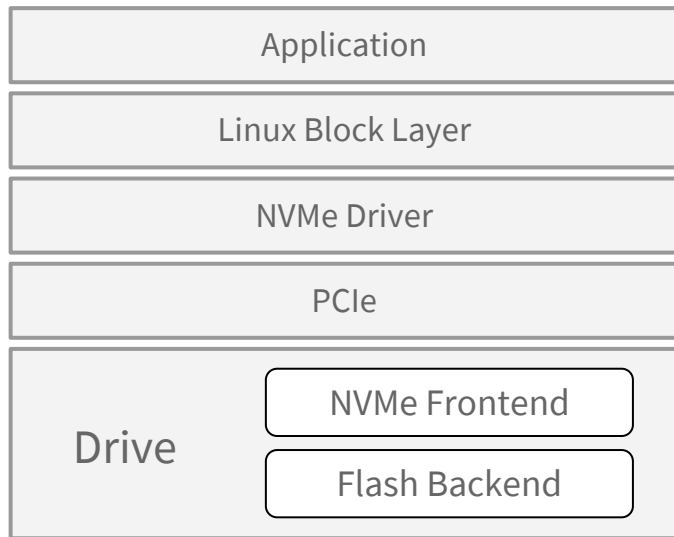 Application
Linux Block Layer
NVMe Driver
PCIe
NVMe Frontend
Drive
Flash Backend